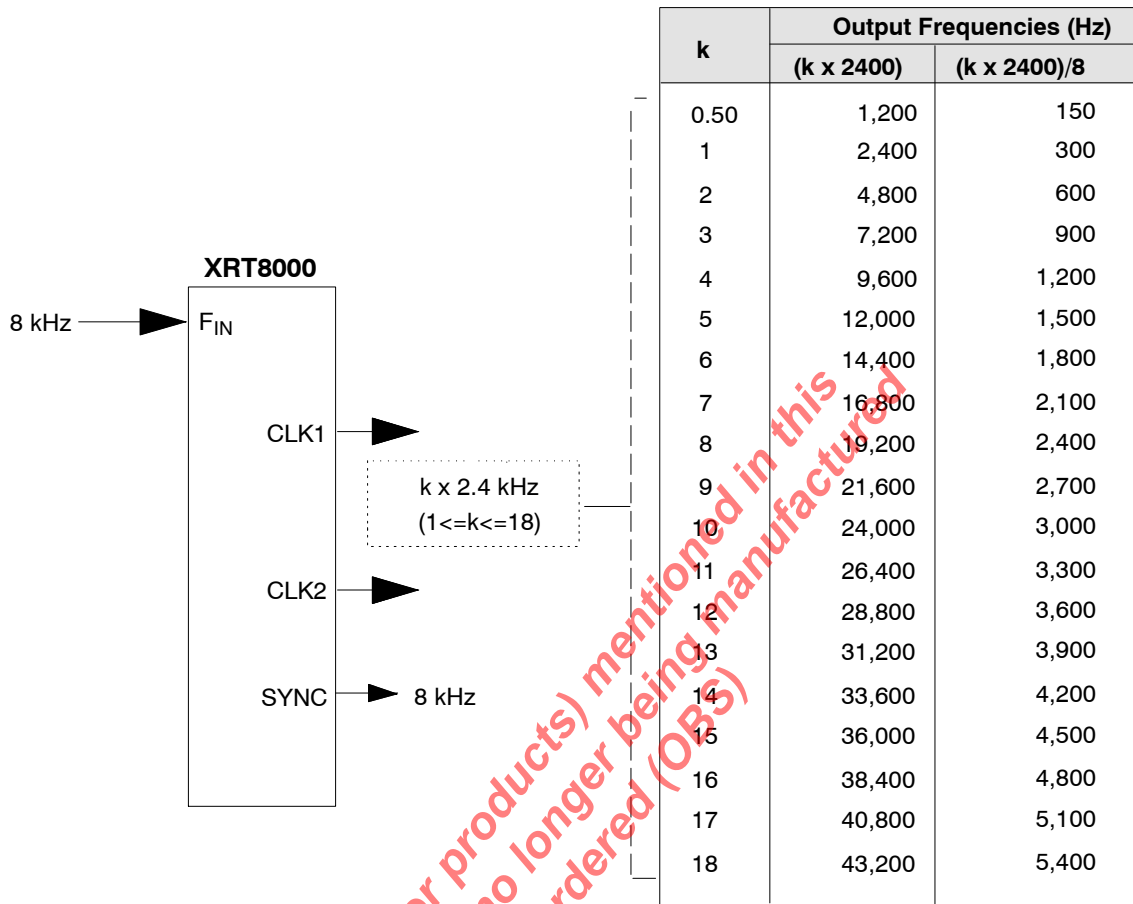 k
Output Frequencies (Hz)
(k x 2400)
(k x 2400)/8
0.50 1,200 150
1 2,400 300
2 4,800 600
3 7,200 900
4 9,600 1,200
5 12,000 1,500
6 14,400 1,800
7 16,800 2,100
8 19,200 2,400
9 21,600 2,700
10 24,000 3,000
11 26,400 3,300
12 28,800 3,600
13 31,200 3,900
14 33,600 4,200
15 36,000 4,500
16 38,400 4,800
17 40,800 5,100
18 43,200 5,400
XRT8000
8 kHz
FIN
CLK1
k x 2.4 kHz
(1<=k<=18)
CLK2
SYNC
8 kHz
products) mentioned in this
no longer being manufactured
(OBS)